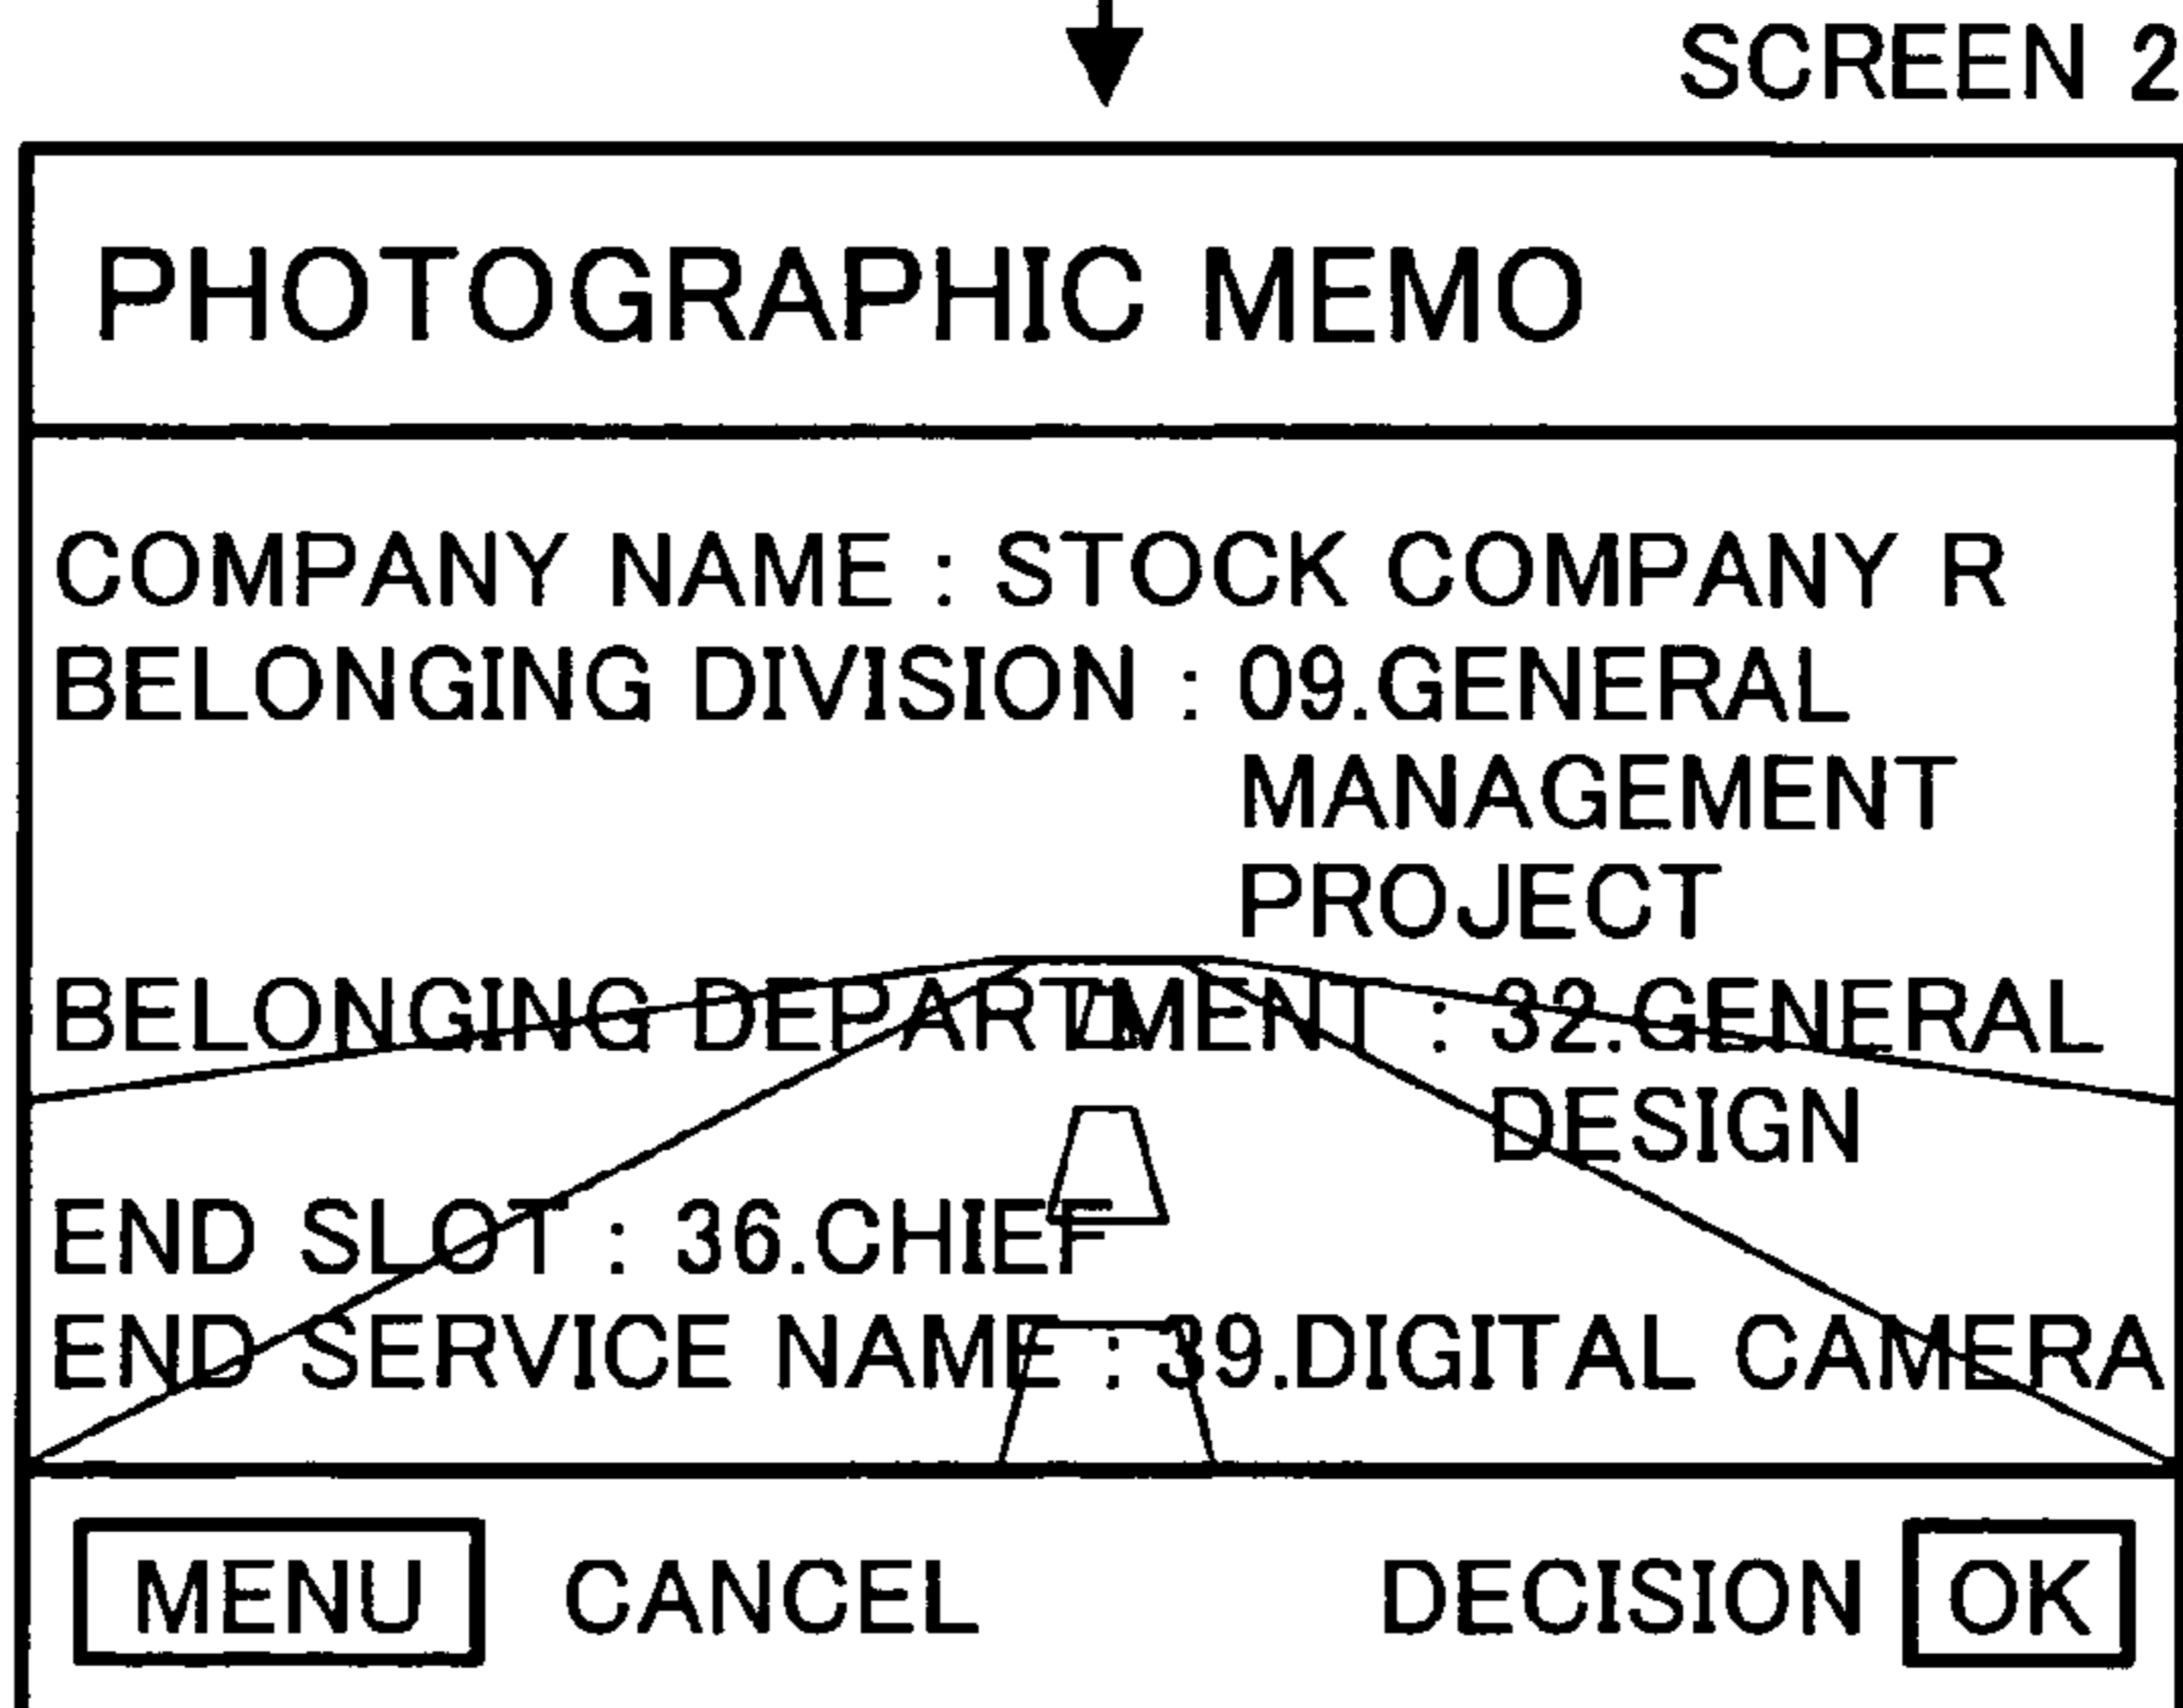 SCREEN 2
PHOTOGRAPHIC MEMO
COMPANY NAME : STOCK COMPANY R
BELONGING DIVISION : 09.GENERAL
MANAGEMENT
PROJECT
BELONGING DEPARTMENT : 32.GENERAL
DESIGN
END SLOT : 36.CHIEF
END SERVICE NAME : 39.DIGITAL CAMERA
MENU CANCEL DECISION OK